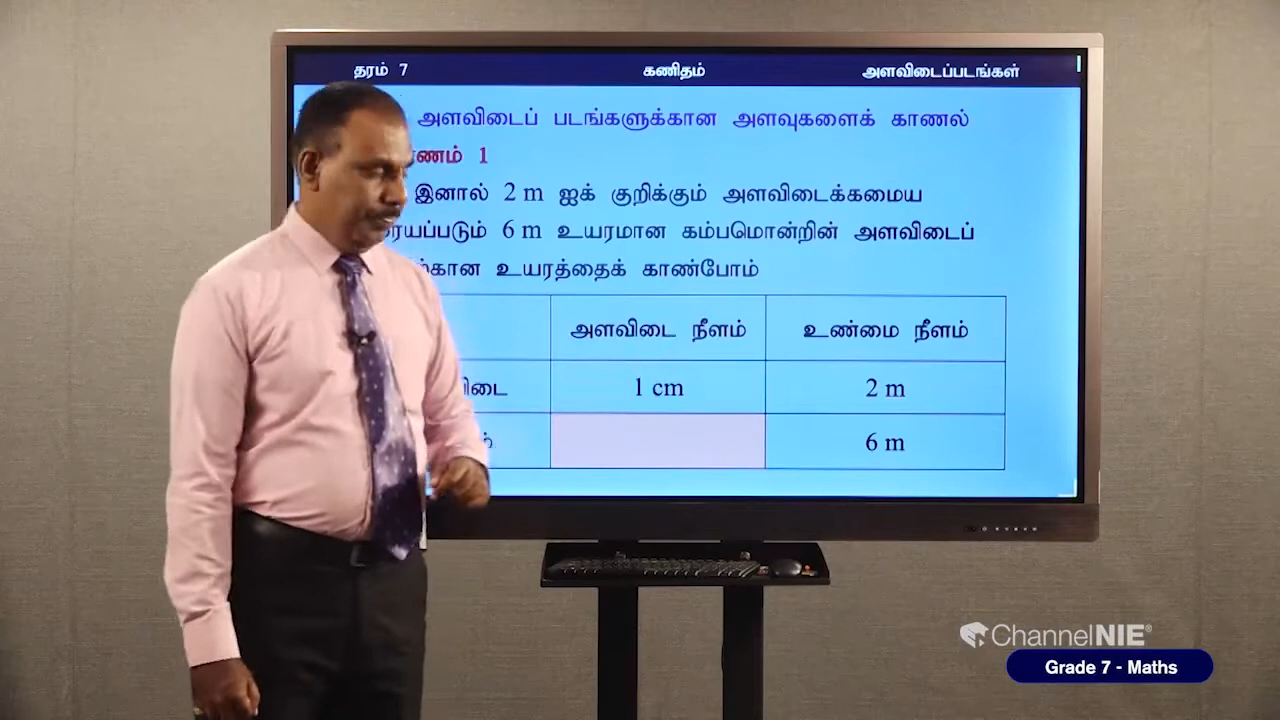 தரம் 7 கணிதம் அளவிடைப்படங்கள்
அளவிடைப் படங்களுக்கான அளவுகளைக் காணல்
1
இனால் 2 m ஐக் குறிக்கும் அளவிடைக்கமைய
6 m உயரமான கம்பமொன்றின் அளவிடைப்
உயரத்தைக் காண்போம்
அளவிடை நீளம் உண்மை நீளம்
1 cm 2 m
6 m
ChannelNIE®
Grade 7 - Maths